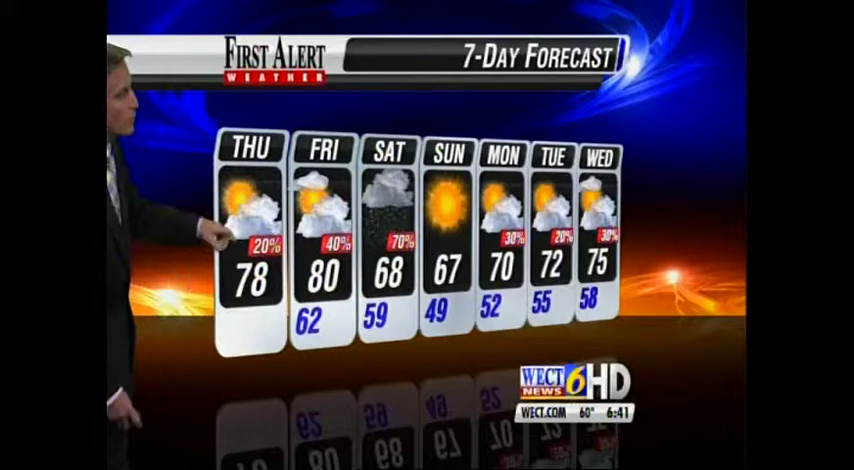 FIRST ALERT
WEATHER
7-DAY FORECAST
THU FRI SAT SUN MON TUE WED
20% 40% 70% 30% 20% 30%
78 80 68 67 70 72 75
62 59 49 52 55 58
WECT 6 HD
NEWS
WECT.COM 60° 6:41